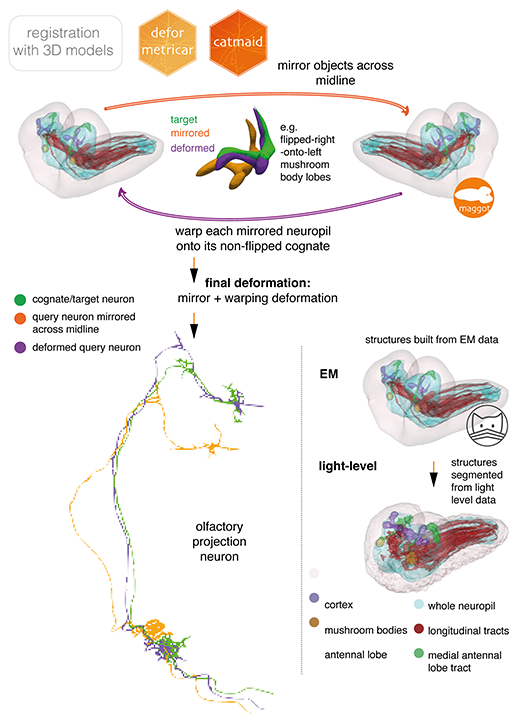 registration
with 3D models
defor
metricar
catmaid
mirror objects across
midline
target
mirrored
deformed
e.g.
flipped-right
-onto-left
mushroom
body lobes
maggot
warp each mirrored neuropil
onto its non-flipped cognate
final deformation:
mirror + warping deformation
cognate/target neuron
query neuron mirrored
across midline
deformed query neuron
olfactory
projection
neuron
structures built from EM data
EM
light-level
structures
segmented
from light
level data
cortex
whole neuropil
mushroom bodies
longitudinal tracts
antennal lobe
medial antennal
lobe tract